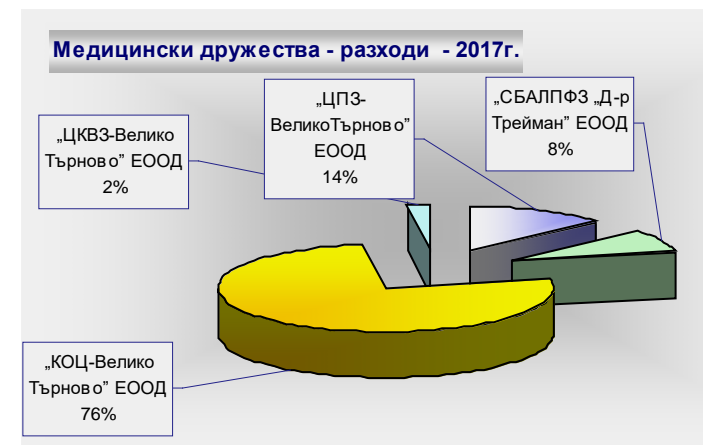 Медицински дружества - разходи - 2017г.
„ЦПЗ-
ВеликоТърново”
ЕООД
14%
„СБАЛПФЗ „Д-р
Трейман” ЕООД
8%
„ЦКВЗ-Велико
Търново” ЕООД
2%
„КОЦ-Велико
Търново” ЕООД
76%